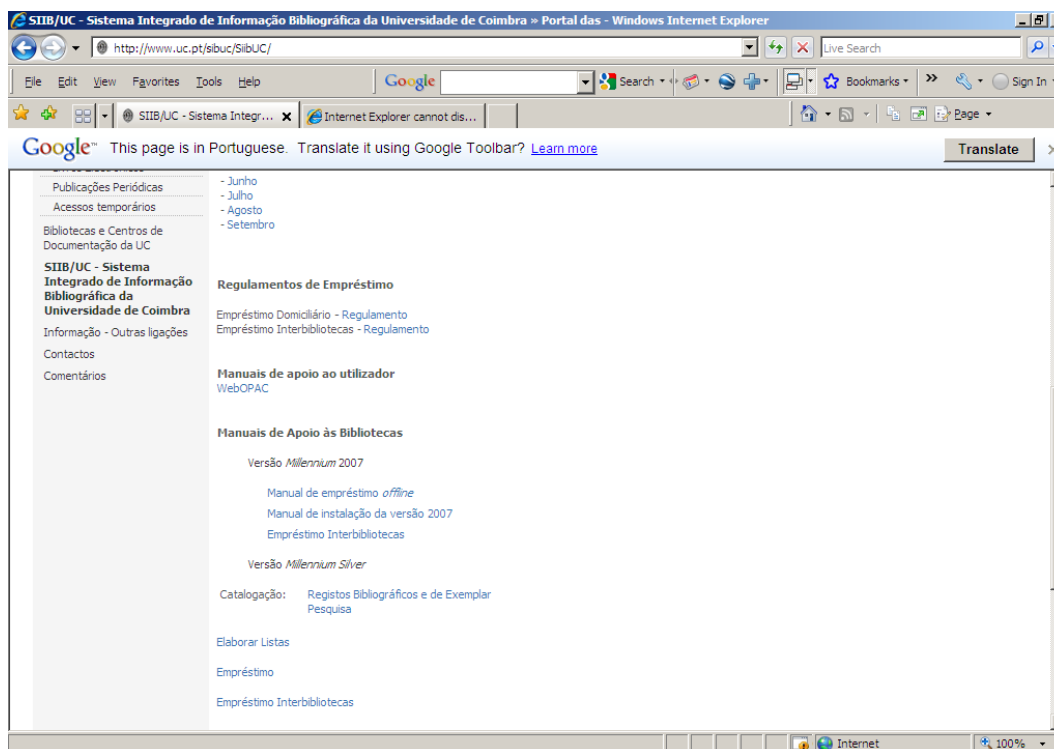 SIIB/UC - Sistema Integrado de Informação Bibliográfica da Universidade de Coimbra » Portal das - Windows Internet Explorer
http://www.uc.pt/sibuc/SiibUC/
Live Search
File Edit View Favorites Tools Help
Google
Search
Bookmarks
»
Sign In
SIIB/UC - Sistema Integr...
Internet Explorer cannot dis...
Page
Google™ This page is in Portuguese. Translate it using Google Toolbar? Learn more
Translate
Publicações Periódicas
Acessos temporários
Bibliotecas e Centros de
Documentação da UC
SIIB/UC - Sistema
Integrado de Informação
Bibliográfica da
Universidade de Coimbra
Informação - Outras ligações
Contactos
Comentários
- Junho
- Julho
- Agosto
- Setembro
Regulamentos de Empréstimo
Empréstimo Domiciliário - Regulamento
Empréstimo Interbibliotecas - Regulamento
Manuais de apoio ao utilizador
WebOPAC
Manuais de Apoio às Bibliotecas
Versão Millennium 2007
Manual de empréstimo offline
Manual de instalação da versão 2007
Empréstimo Interbibliotecas
Versão Millennium Silver
Catalogação: Registos Bibliográficos e de Exemplar
Pesquisa
Elaborar Listas
Empréstimo
Empréstimo Interbibliotecas
Internet
100%